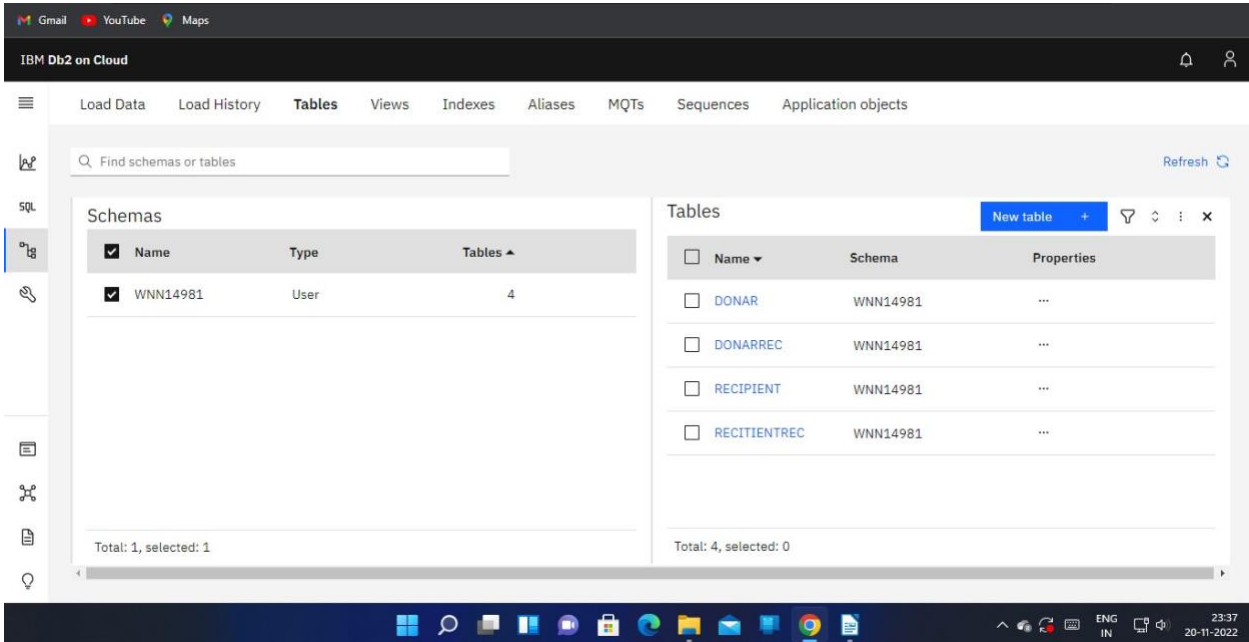 Gmail YouTube Maps
IBM Db2 on Cloud
Load Data Load History Tables Views Indexes Aliases MQTs Sequences Application objects
Find schemas or tables
Refresh
SQL
Schemas
Name Type Tables
WNN14981 User 4
Total: 1, selected: 1
Tables
New table +
Name Schema Properties
DONAR WNN14981 ...
DONARREC WNN14981 ...
RECIPIENT WNN14981 ...
RECITIENTREC WNN14981 ...
Total: 4, selected: 0
ENG
IN
23:37
20-11-2022